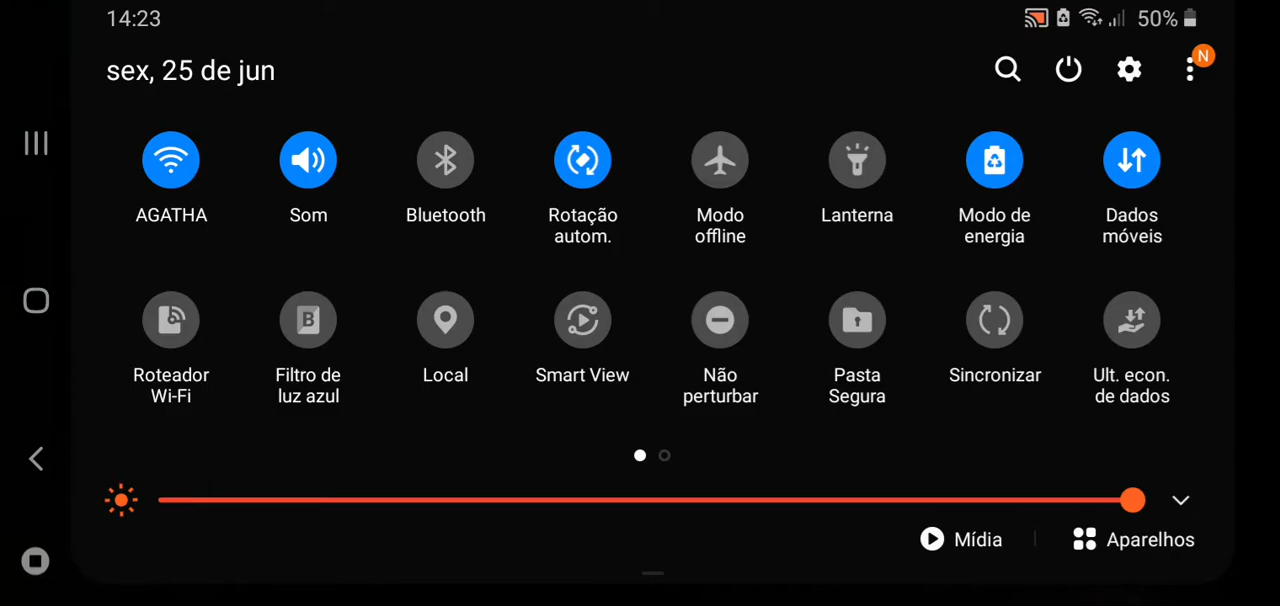 14:23
50%
sex, 25 de jun
N
AGATHA
Som
Bluetooth
Rotação
autom.
Modo
offline
Lanterna
Modo de
energia
Dados
móveis
Roteador
Wi-Fi
B
Filtro de
luz azul
Local
Smart View
Não
perturbar
Pasta
Segura
Sincronizar
Ult. econ.
de dados
Mídia
Aparelhos